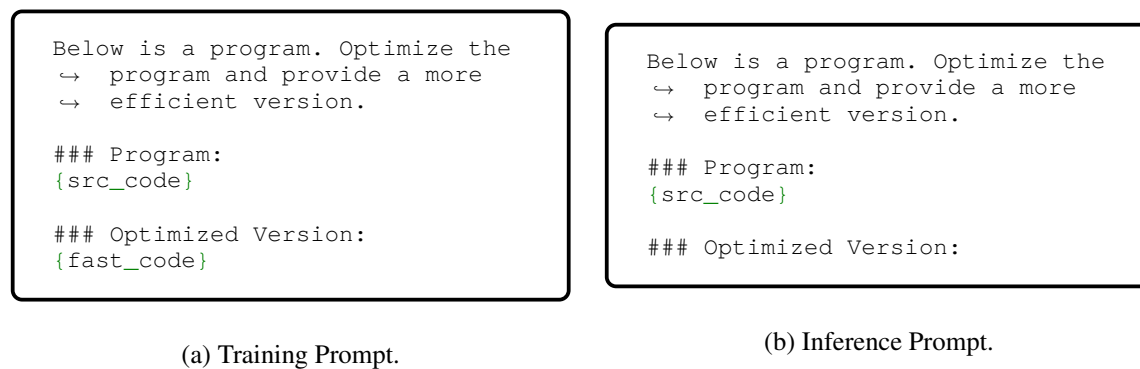 Below is a program. Optimize the
↪ program and provide a more
↪ efficient version.
### Program:
{src_code}
### Optimized Version:
{fast_code}
(a) Training Prompt.
Below is a program. Optimize the
↪ program and provide a more
↪ efficient version.
### Program:
{src_code}
### Optimized Version:
(b) Inference Prompt.